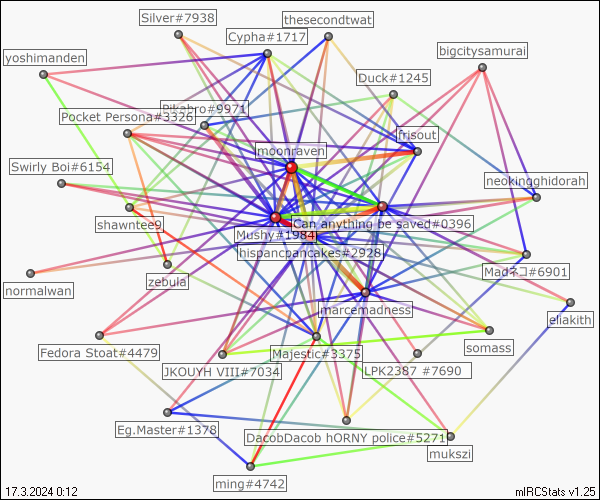 Silver#7938
thesecondtwat
Cypha#1717
bigcitysamurai
yoshimanden
Duck#1245
Pikabro#9971
Pocket Persona#3326
frisout
moonraven
Swirly Boi#6154
neokingghidorah
shawntee9
Can anything be saved#0396
Mushy#1984
hispancpancakes#2928
normalwan
zebula
Madネコ#6901
eliakith
marcemadness
somass
Fedora Stoat#4479
Majestic#3375
JKOUYH VIII#7034
LPK2387 #7690
Eg.Master#1378
DacobDacob hORNY police#5271
mukszi
ming#4742
17.3.2024 0:12
mIRCStats v1.25